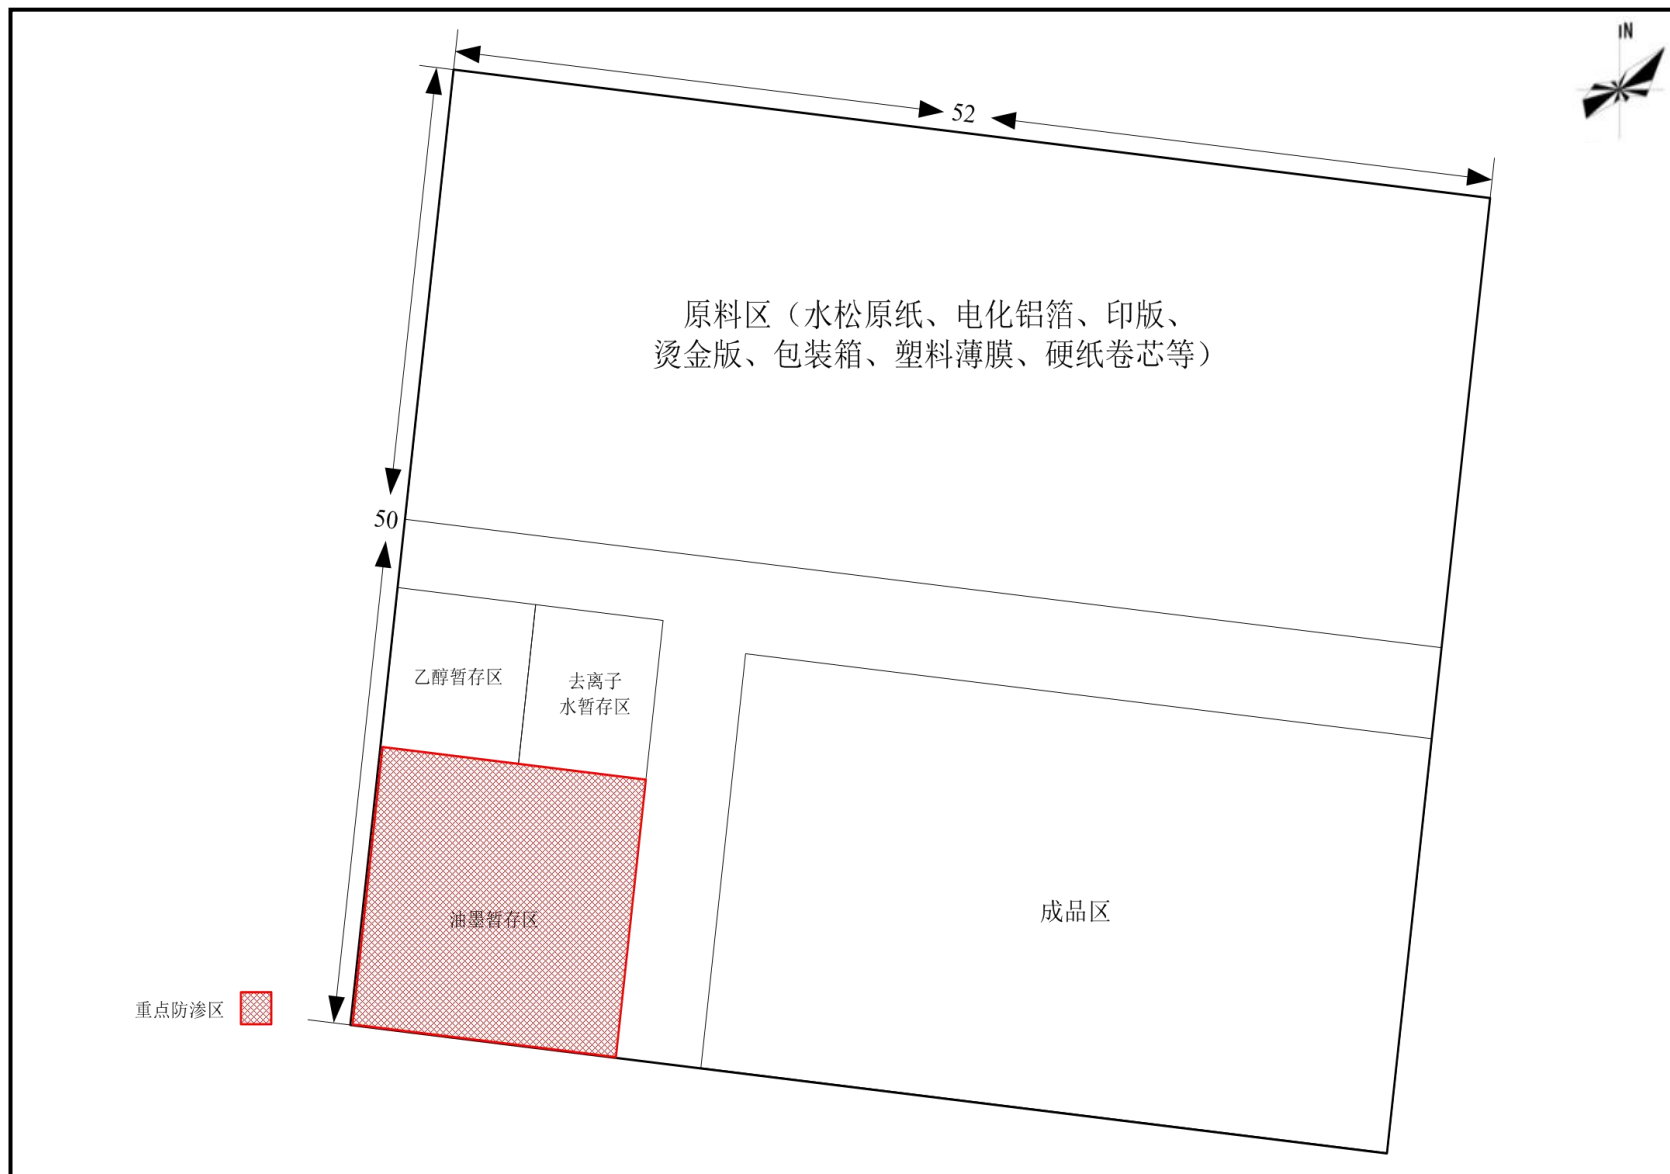 N
52
原料区（水松原纸、电化铝箔、印版、
烫金版、包装箱、塑料薄膜、硬纸卷芯等）
50
乙醇暂存区
去离子
水暂存区
油墨暂存区
成品区
重点防渗区